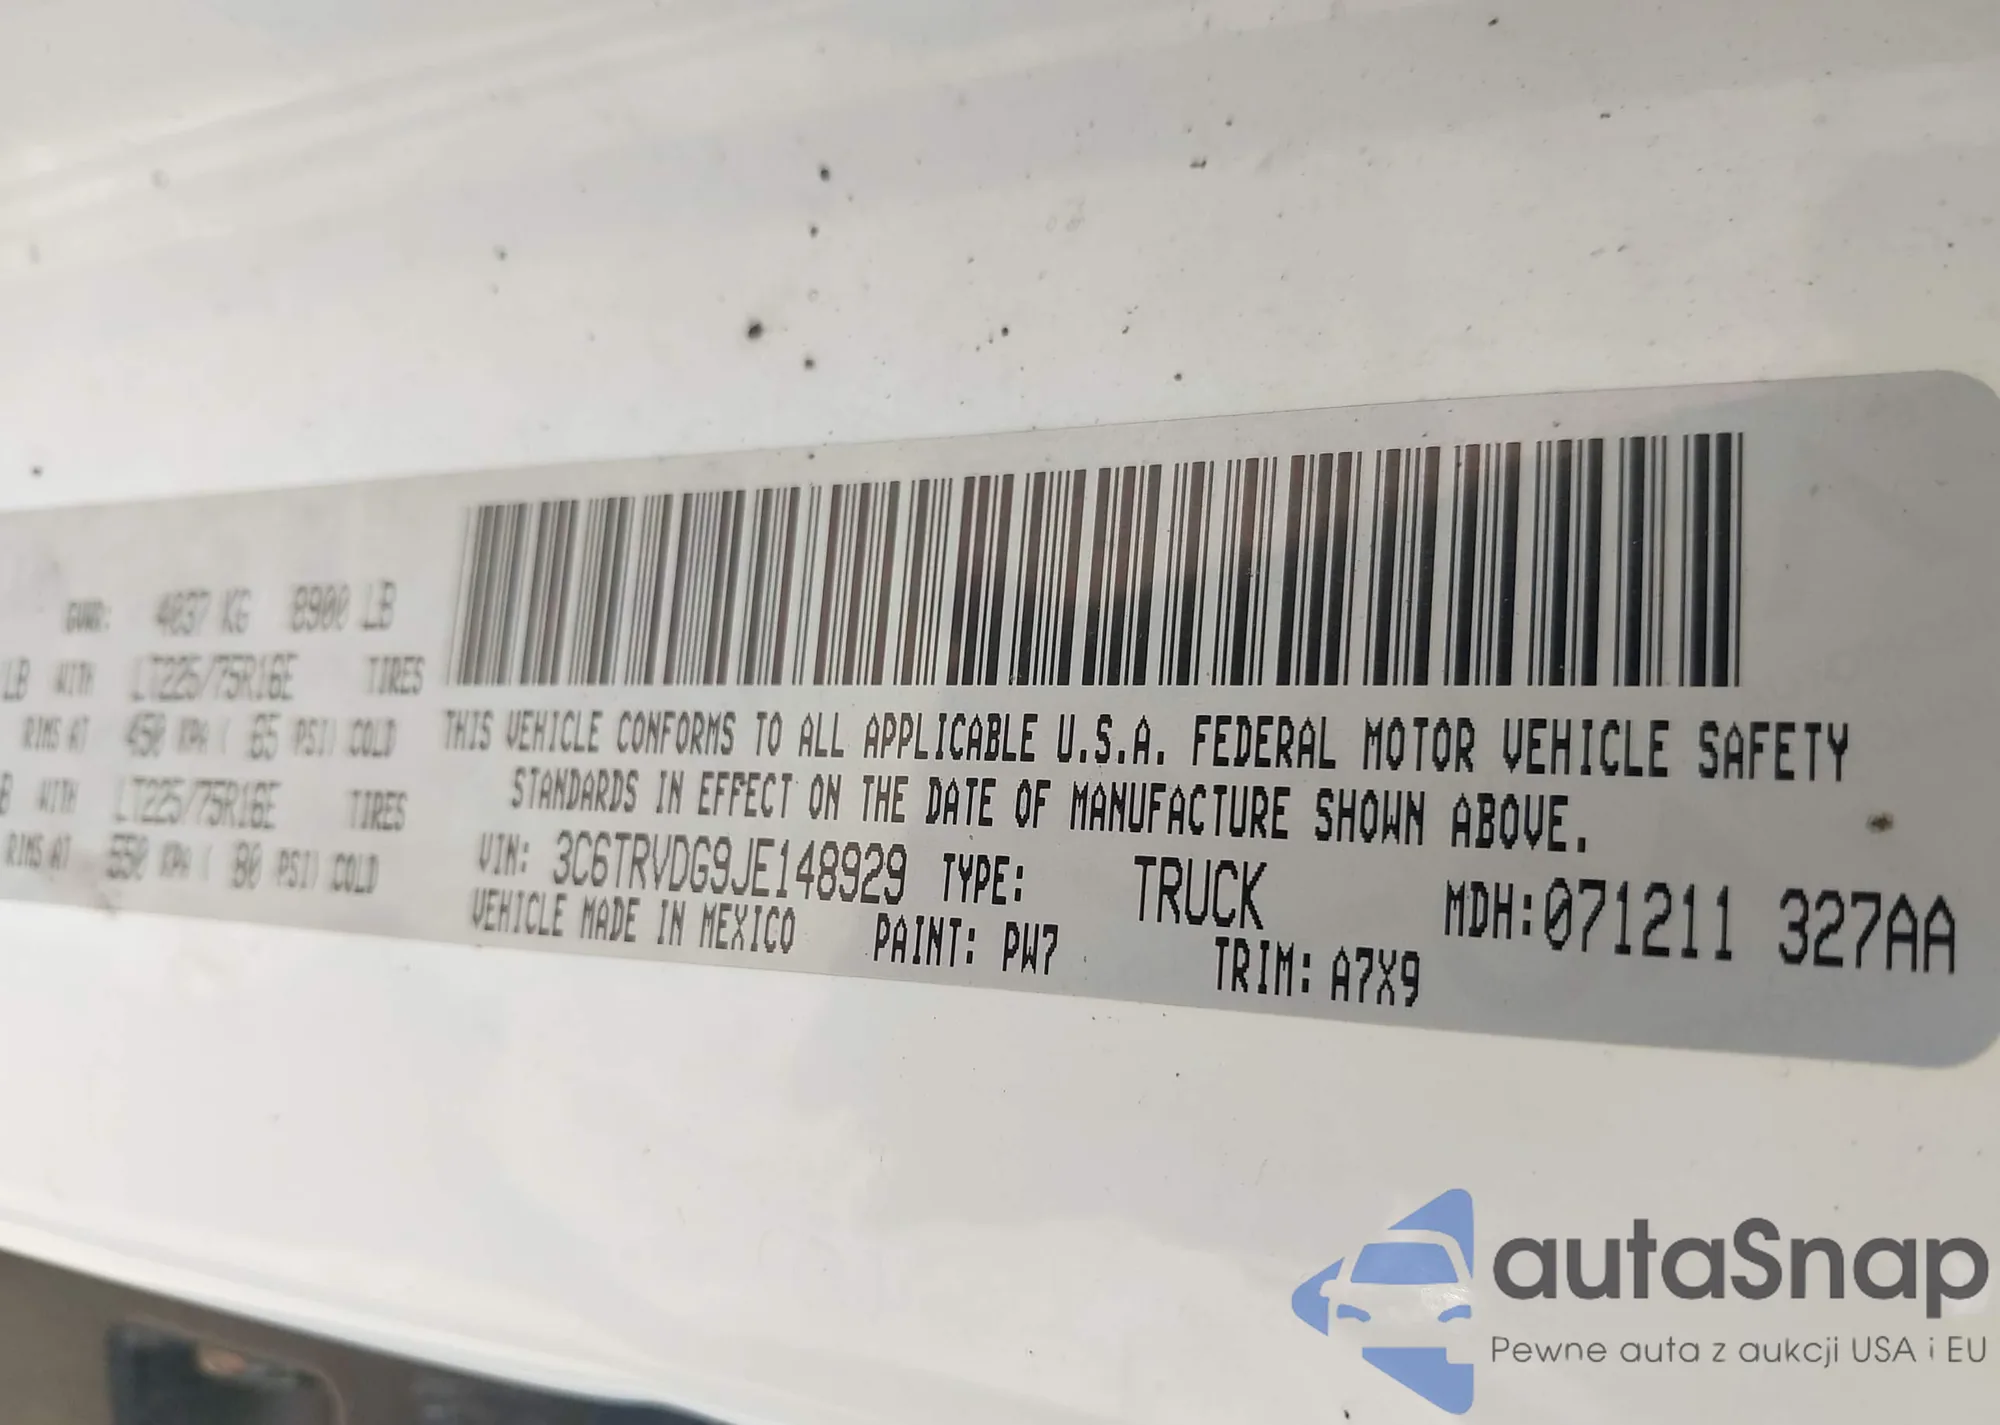 GVWR: 4037 KG 8900 LB
LB WITH LT225/75R16E TIRES
RIMS AT 450 KPA ( 65 PSI) COLD
B WITH LT225/75R16E TIRES
RIMS AT 550 KPA ( 80 PSI) COLD
THIS VEHICLE CONFORMS TO ALL APPLICABLE U.S.A. FEDERAL MOTOR VEHICLE SAFETY
STANDARDS IN EFFECT ON THE DATE OF MANUFACTURE SHOWN ABOVE.
VIN: 3C6TRVDG9JE148929 TYPE: TRUCK MDH:071211 327AA
VEHICLE MADE IN MEXICO PAINT: PW7 TRIM: A7X9
autaSnap
Pewne auta z aukcji USA i EU